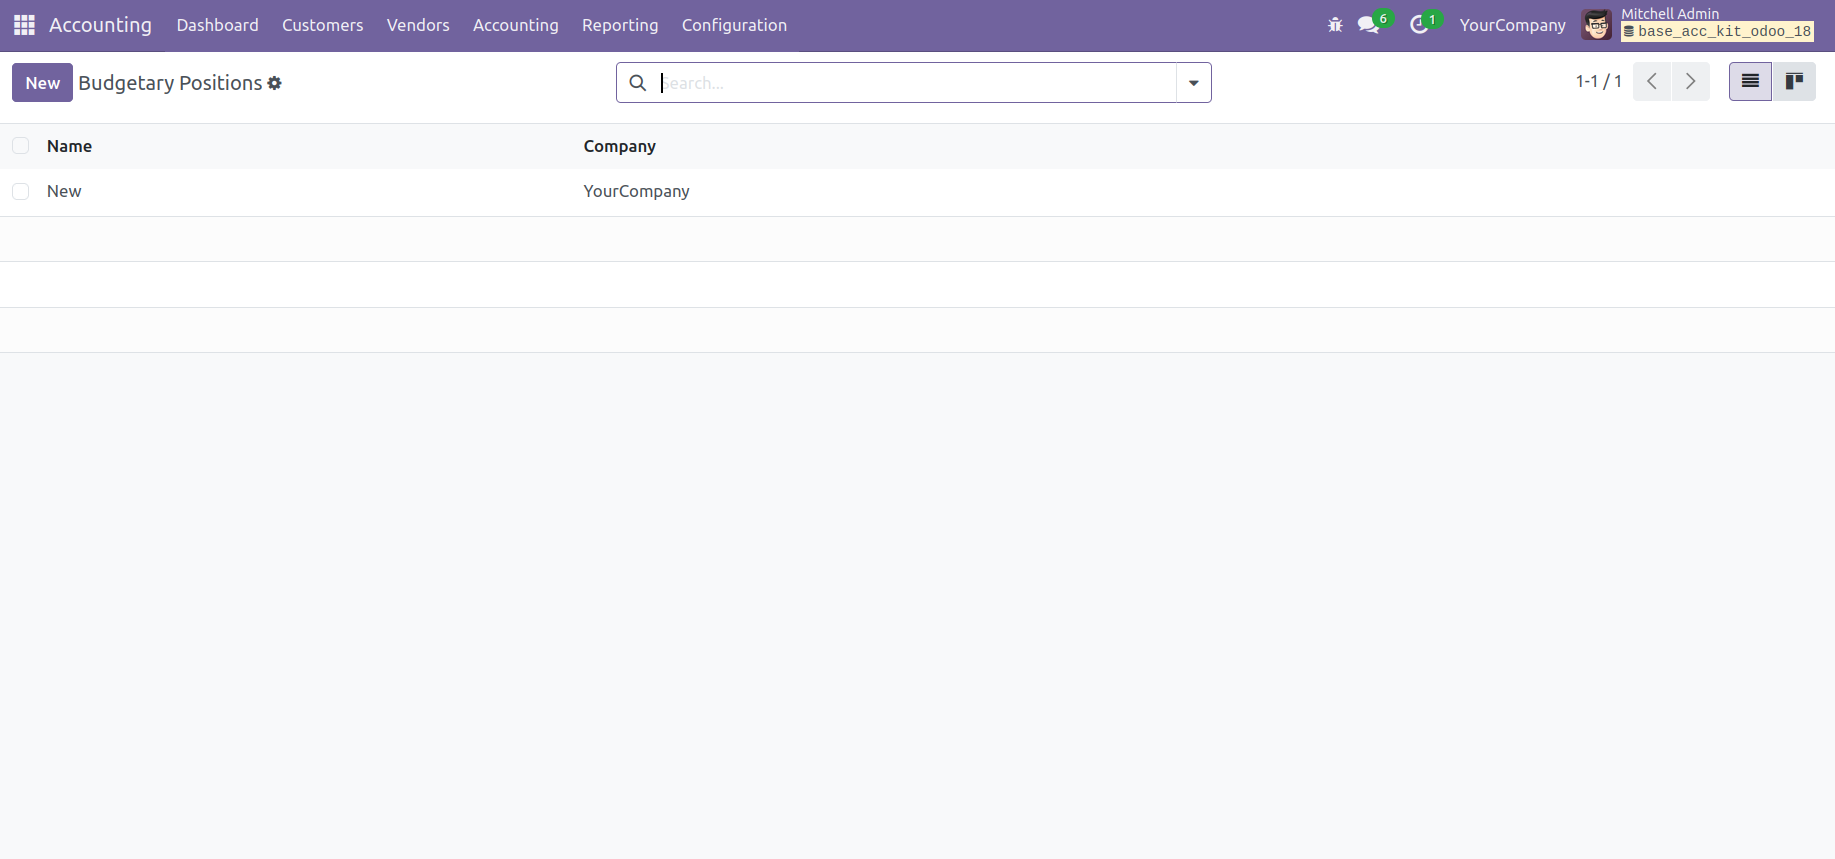 Accounting Dashboard Customers Vendors Accounting Reporting Configuration 6 1 YourCompany Mitchell Admin
base_acc_kit_odoo_18
New Budgetary Positions Search... 1-1 / 1
Name Company
New YourCompany